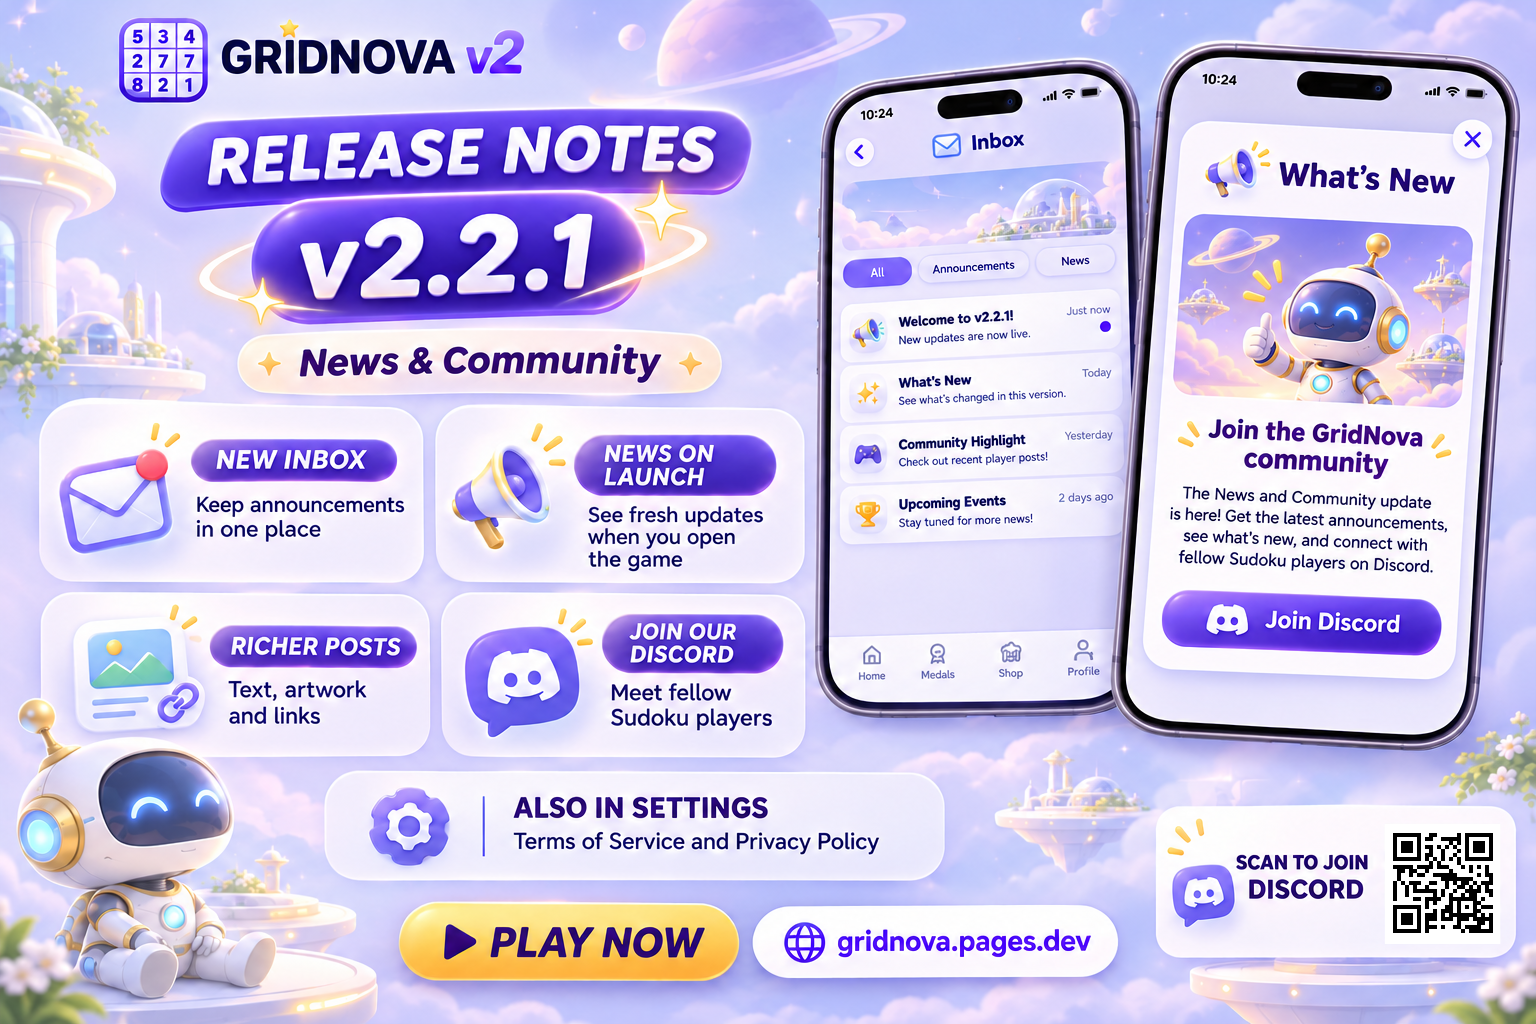 5 3 4
2 7 7
8 2 1
GRIDNOVA v2
RELEASE NOTES
v2.2.1
News & Community
NEW INBOX
Keep announcements
in one place
NEWS ON
LAUNCH
See fresh updates
when you open
the game
RICHER POSTS
Text, artwork
and links
JOIN OUR
DISCORD
Meet fellow
Sudoku players
ALSO IN SETTINGS
Terms of Service and Privacy Policy
PLAY NOW
gridnova.pages.dev
10:24
Inbox
All
Announcements
News
Welcome to v2.2.1!
Just now
New updates are now live.
What's New
Today
See what's changed in this version.
Community Highlight
Yesterday
Check out recent player posts!
Upcoming Events
2 days ago
Stay tuned for more news!
Home
Medals
Shop
Profile
10:24
What's New
Join the GridNova
community
The News and Community update
is here! Get the latest announcements,
see what's new, and connect with
fellow Sudoku players on Discord.
Join Discord
SCAN TO JOIN
DISCORD